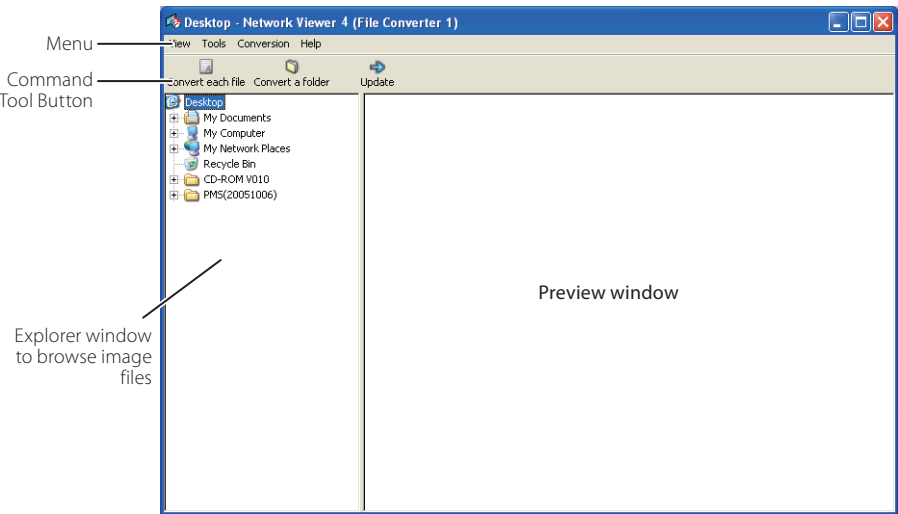 Desktop - Network Viewer 4 (File Converter 1)
Menu
View Tools Conversion Help
Command
Tool Button
Convert each file Convert a folder Update
Desktop
My Documents
My Computer
My Network Places
Recycle Bin
CD-ROM V010
PMS(20051006)
Preview window
Explorer window
to browse image
files